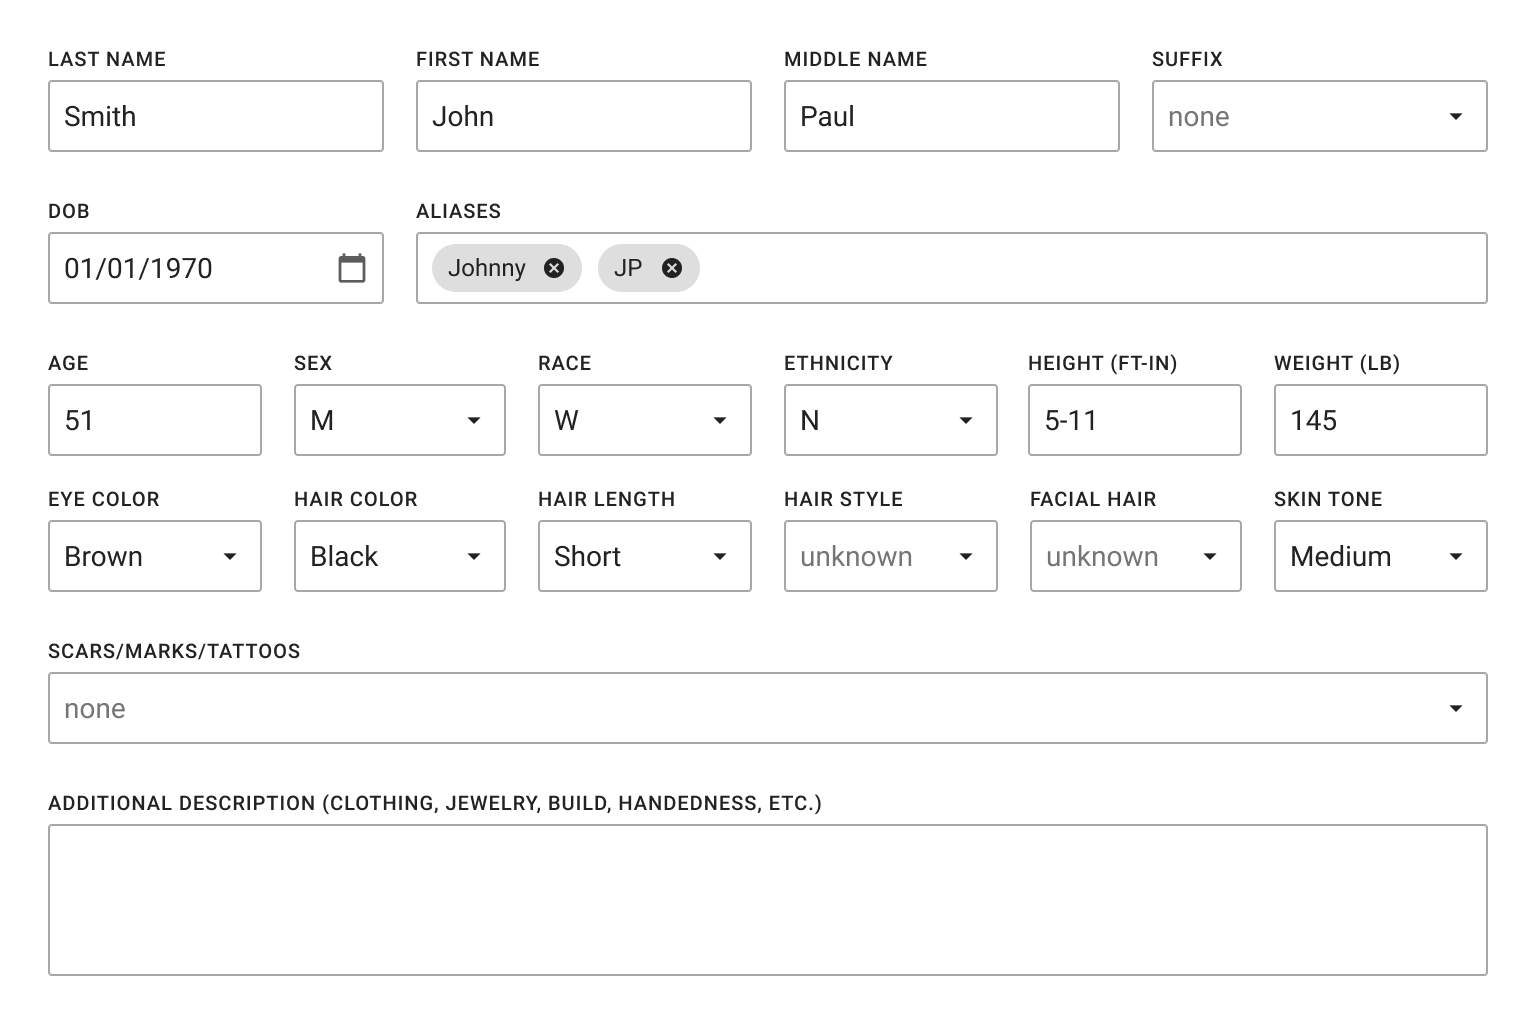 LAST NAME FIRST NAME MIDDLE NAME SUFFIX
Smith John Paul none
DOB ALIASES
01/01/1970 Johnny JP
AGE SEX RACE ETHNICITY HEIGHT (FT-IN) WEIGHT (LB)
51 M W N 5-11 145
EYE COLOR HAIR COLOR HAIR LENGTH HAIR STYLE FACIAL HAIR SKIN TONE
Brown Black Short unknown unknown Medium
SCARS/MARKS/TATTOOS
none
ADDITIONAL DESCRIPTION (CLOTHING, JEWELRY, BUILD, HANDEDNESS, ETC.)